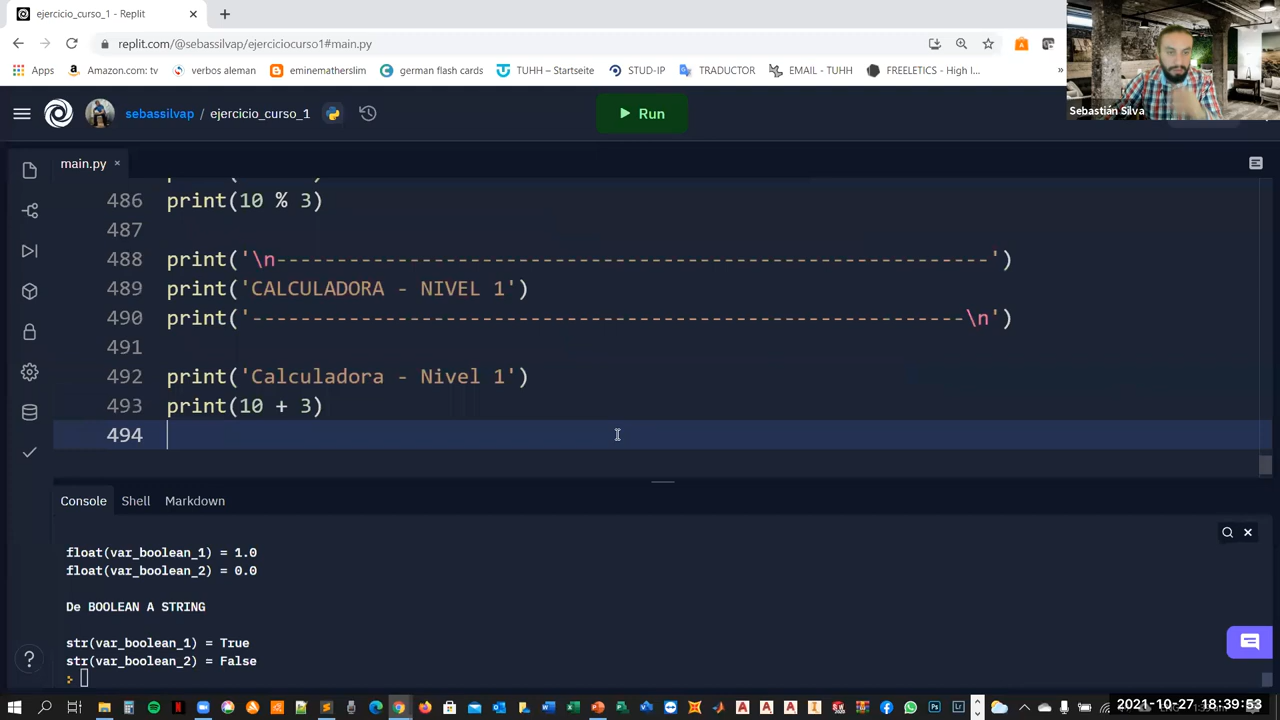 ejercicio_curso_1 - Replit
replit.com/@sebassilvap/ejerciciocurso1#main.py
Apps Amazon.com: tv verbos aleman eminematherslim german flash cards TUHH – Startseite STUD-IP TRADUCTOR EMAIL - TUHH FREELETICS - High I... »
Sebastián Silva
sebassilvap / ejercicio_curso_1 Run
main.py
486 print(10 % 3)
487
488 print('\n----------------------------------------------------------')
489 print('CALCULADORA - NIVEL 1')
490 print('----------------------------------------------------------\n')
491
492 print('Calculadora - Nivel 1')
493 print(10 + 3)
494
Console Shell Markdown
float(var_boolean_1) = 1.0
float(var_boolean_2) = 0.0
De BOOLEAN A STRING
str(var_boolean_1) = True
str(var_boolean_2) = False
2021-10-27 18:39:53